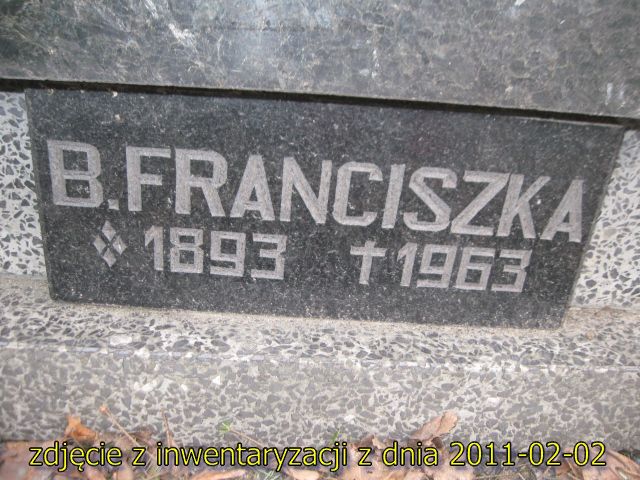 B. FRANCISZKA
1893 †1963
zdjęcie z inwentaryzacji z dnia 2011-02-02